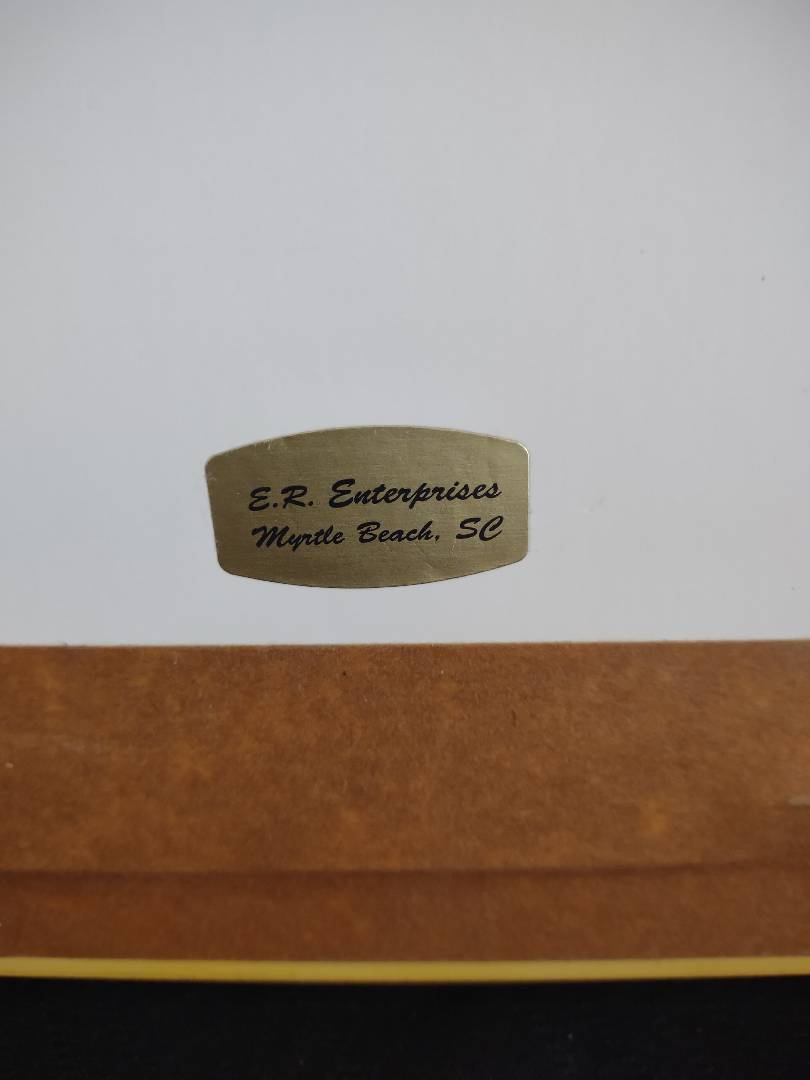 E.R. Enterprises
Myrtle Beach, SC